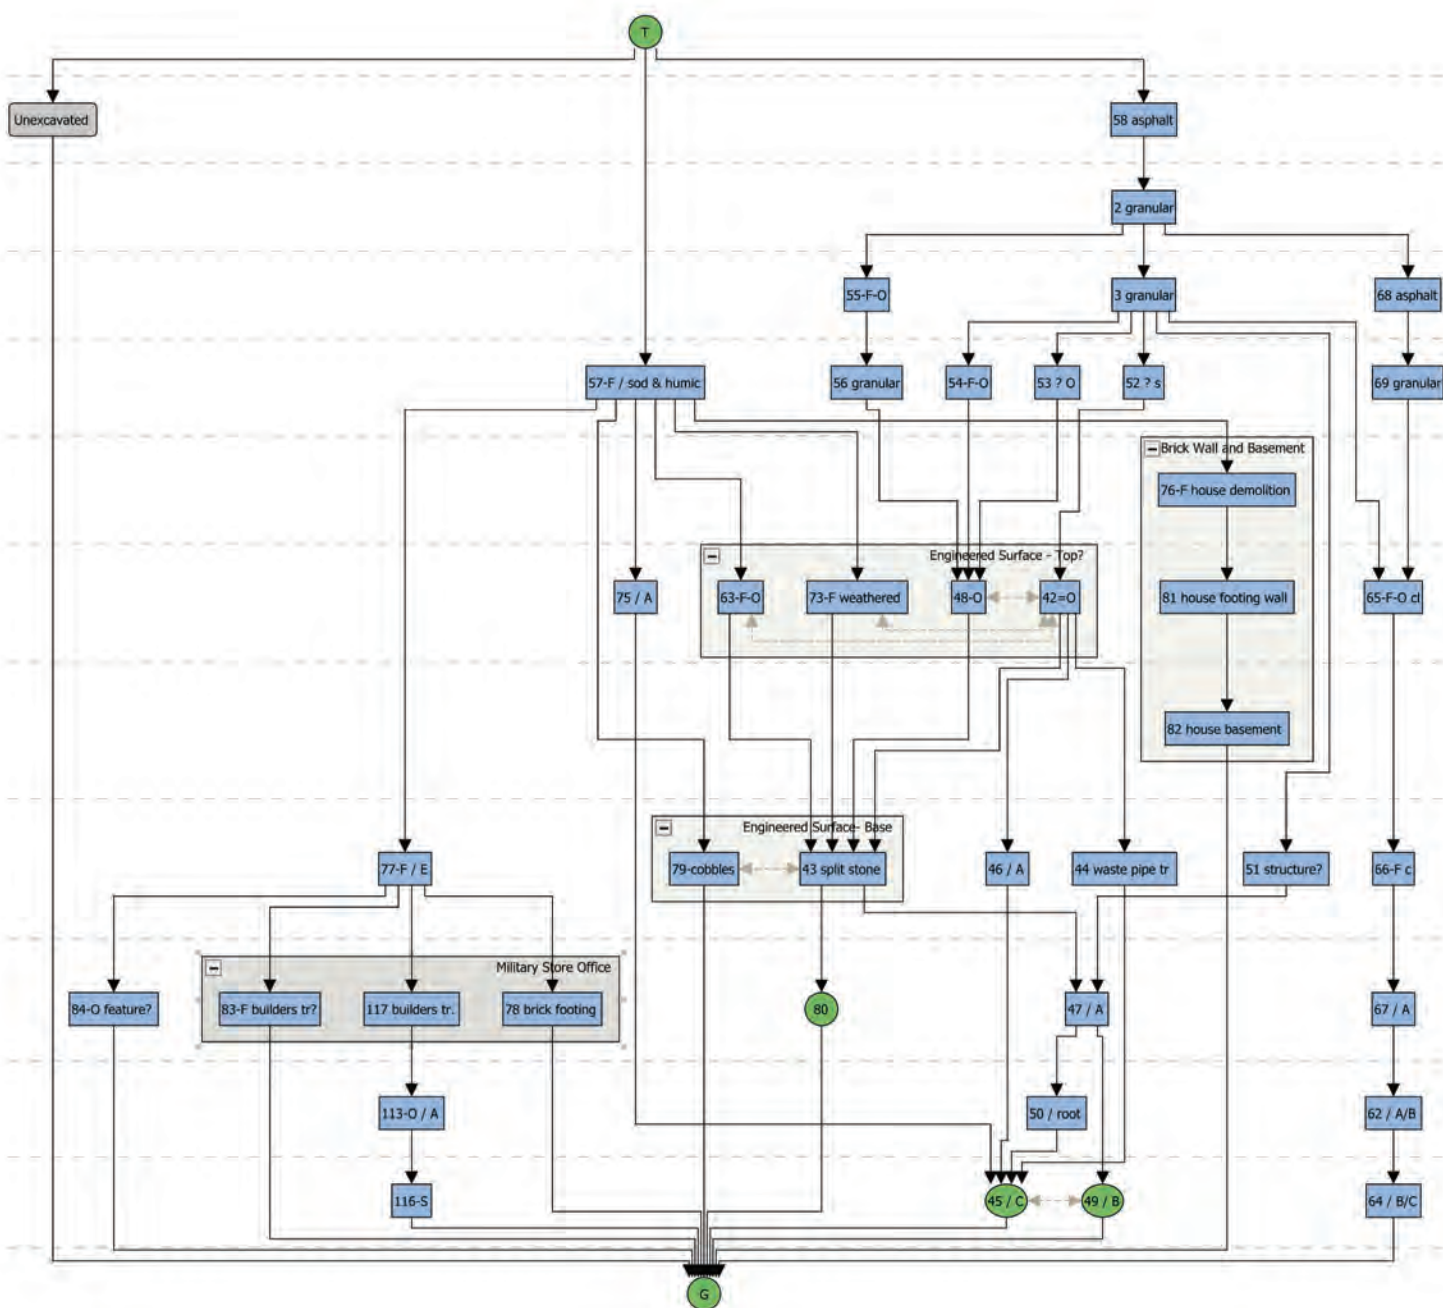 T
Unexcavated
58 asphalt
2 granular
55-F-O
3 granular
68 asphalt
57-F / sod & humic
56 granular
54-F-O
53 ? O
52 ? s
69 granular
Brick Wall and Basement
76-F house demolition
Engineered Surface - Top?
75 / A
63-F-O
73-F weathered
48-O
42=O
81 house footing wall
65-F-O cl
82 house basement
Engineered Surface- Base
77-F / E
79-cobbles
43 split stone
46 / A
44 waste pipe tr
51 structure?
66-F c
Military Store Office
84-O feature?
83-F builders tr?
117 builders tr.
78 brick footing
80
47 / A
67 / A
113-O / A
50 / root
62 / A/B
116-S
45 / C
49 / B
64 / B/C
G